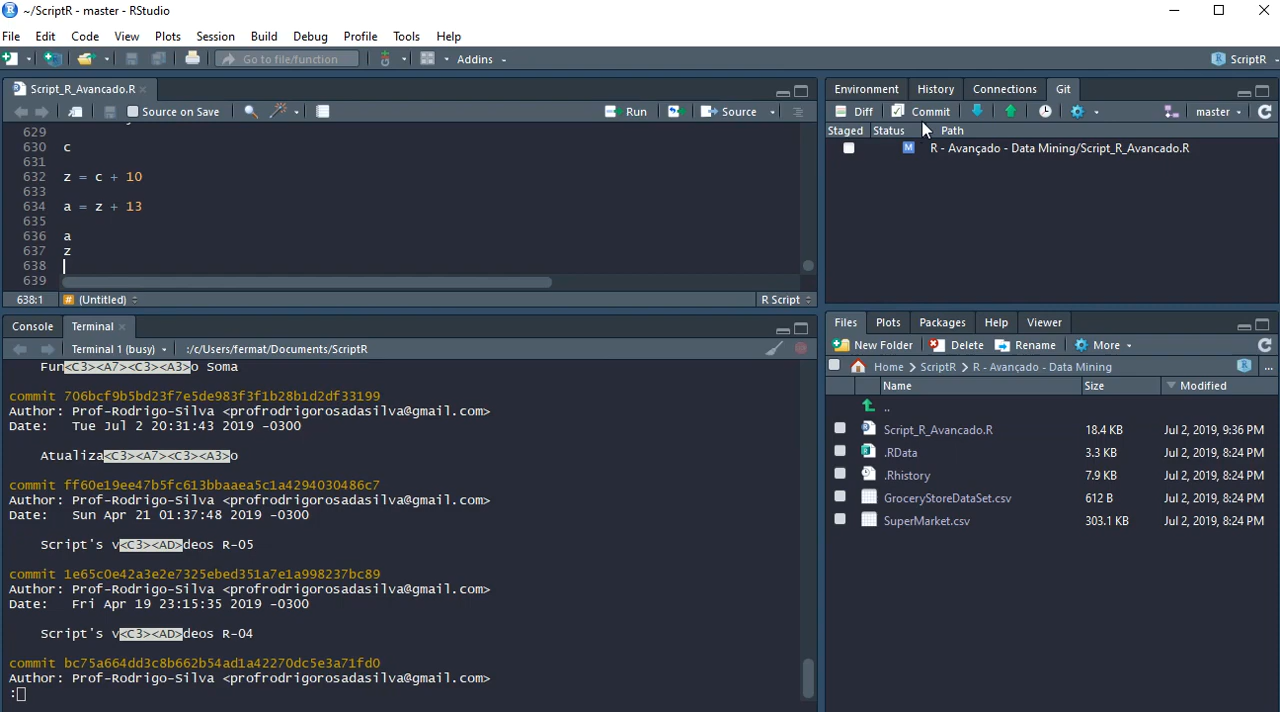 ~/ScriptR - master - RStudio
File Edit Code View Plots Session Build Debug Profile Tools Help
Go to file/function Addins ScriptR
Script_R_Avancado.R
Source on Save Run Source
629
630 c
631
632 z = c + 10
633
634 a = z + 13
635
636 a
637 z
638
639
638:1 # (Untitled) R Script
Console Terminal
Terminal 1 (busy) :/c/Users/fermat/Documents/ScriptR
Fun<C3><A7><C3><A3>o Soma
commit 706bcf9b5bd23f7e5de983f3f1b28b1d2df33199
Author: Prof-Rodrigo-Silva <profrodrigorosadasilva@gmail.com>
Date: Tue Jul 2 20:31:43 2019 -0300
Atualiza<C3><A7><C3><A3>o
commit ff60e19ee47b5fc613bbaaea5c1a4294030486c7
Author: Prof-Rodrigo-Silva <profrodrigorosadasilva@gmail.com>
Date: Sun Apr 21 01:37:48 2019 -0300
Script's v<C3><AD>deos R-05
commit 1e65c0e42a3e2e7325ebed351a7e1a998237bc89
Author: Prof-Rodrigo-Silva <profrodrigorosadasilva@gmail.com>
Date: Fri Apr 19 23:15:35 2019 -0300
Script's v<C3><AD>deos R-04
commit bc75a664dd3c8b662b54ad1a42270dc5e3a71fd0
Author: Prof-Rodrigo-Silva <profrodrigorosadasilva@gmail.com>
:
Environment History Connections Git
Diff Commit master
Staged Status Path
M R - Avançado - Data Mining/Script_R_Avancado.R
Files Plots Packages Help Viewer
New Folder Delete Rename More
Home ScriptR R - Avançado - Data Mining ...
Name Size Modified
..
Script_R_Avancado.R 18.4 KB Jul 2, 2019, 9:36 PM
.RData 3.3 KB Jul 2, 2019, 8:24 PM
.Rhistory 7.9 KB Jul 2, 2019, 8:24 PM
GroceryStoreDataSet.csv 612 B Jul 2, 2019, 8:24 PM
SuperMarket.csv 303.1 KB Jul 2, 2019, 8:24 PM